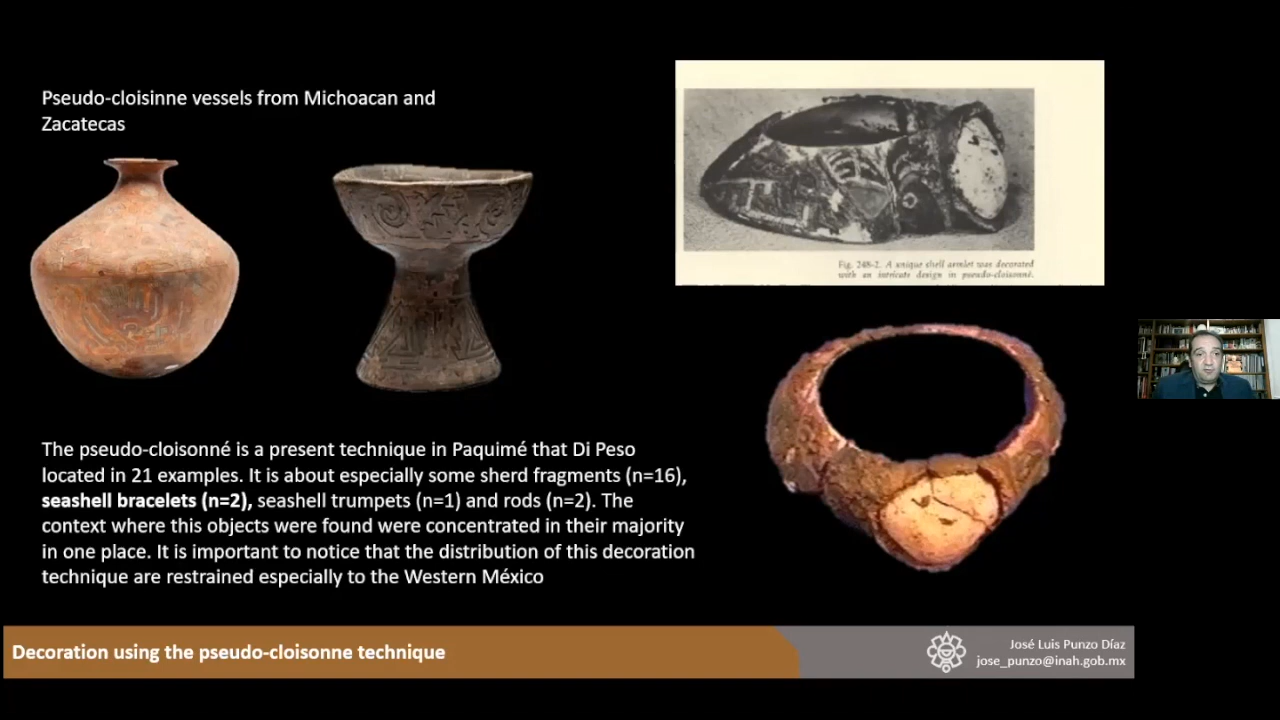 Pseudo-cloisinne vessels from Michoacan and
Zacatecas
Fig. 248-2. A unique shell armlet was decorated
with an intricate design in pseudo-cloisonné.
The pseudo-cloisonné is a present technique in Paquimé that Di Peso
located in 21 examples. It is about especially some sherd fragments (n=16),
seashell bracelets (n=2), seashell trumpets (n=1) and rods (n=2). The
context where this objects were found were concentrated in their majority
in one place. It is important to notice that the distribution of this decoration
technique are restrained especially to the Western México
Decoration using the pseudo-cloisonne technique
José Luis Punzo Díaz
jose_punzo@inah.gob.mx